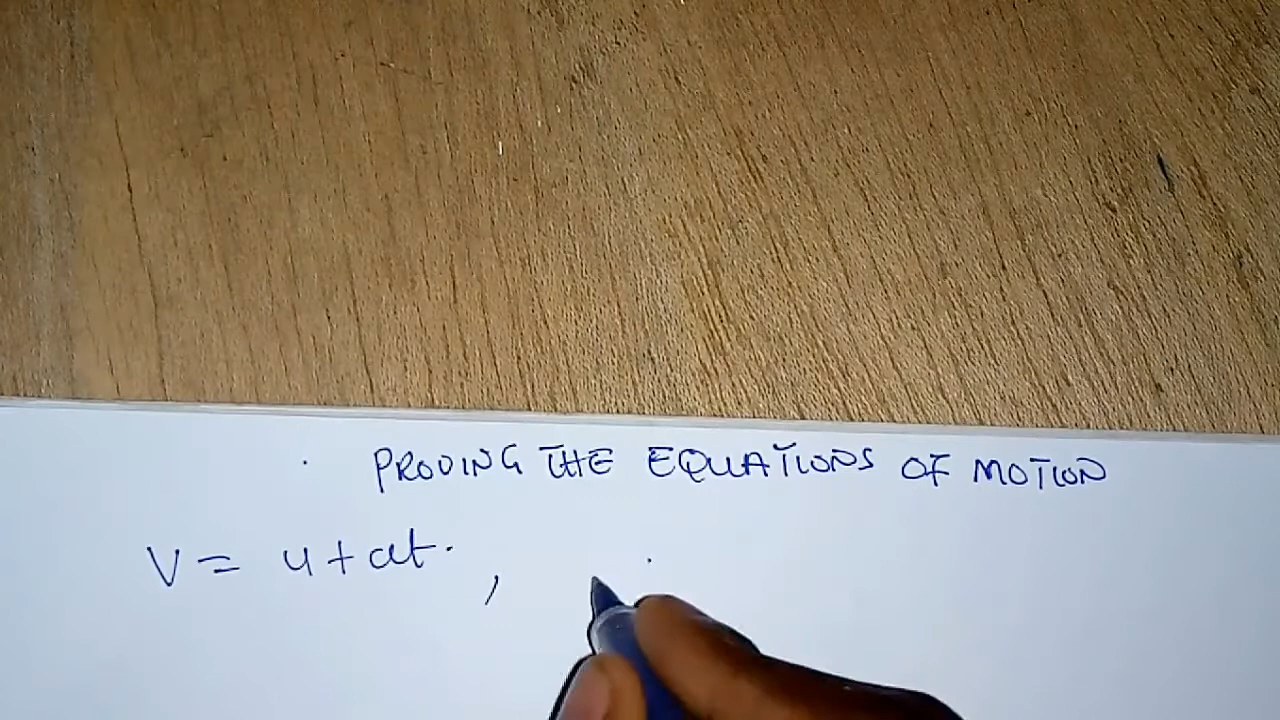 PROVING THE EQUATIONS OF MOTION
V = u + at. ,